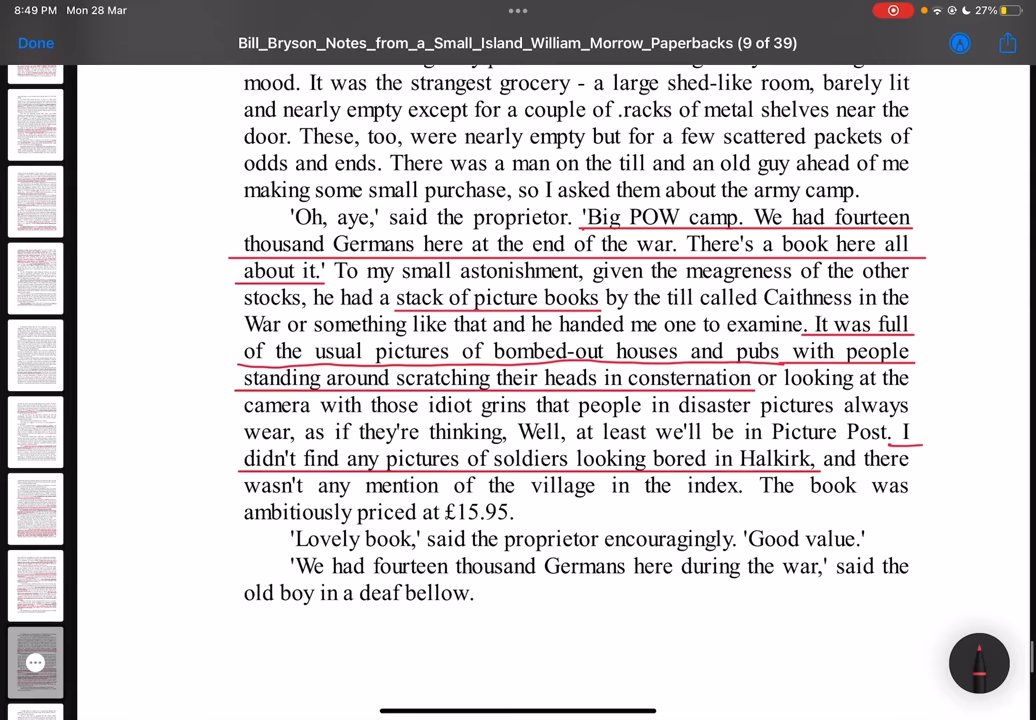 8:49 PM Mon 28 Mar
27%
Done
Bill_Bryson_Notes_from_a_Small_Island_William_Morrow_Paperbacks (9 of 39)
mood. It was the strangest grocery - a large shed-like room, barely lit
and nearly empty except for a couple of .racks of metal shelves near the
door. These, too, were nearly empty but for a few scattered packets of
odds and ends. There was a man on the till and an old guy ahead of me
making some small purchase, so I asked them about the army camp.
'Oh, aye,' said the proprietor. 'Big POW camp. We had fourteen
thousand Germans here at the end of the war. There's a book here all
about it.' To my small astonishment, given the meagreness of the other
stocks, he had a stack of picture books by the till called Caithness in the
War or something like that and he handed me one to examine. It was full
of the usual pictures of bombed-out houses and pubs with people
standing around scratching their heads in consternation or looking at the
camera with those idiot grins that people in disaster pictures always
wear, as if they're thinking, Well, at least we'll be in Picture Post. I
didn't find any pictures of soldiers looking bored in Halkirk, and there
wasn't any mention of the village in the index. The book was
ambitiously priced at £15.95.
'Lovely book,' said the proprietor encouragingly. 'Good value.'
'We had fourteen thousand Germans here during the war,' said the
old boy in a deaf bellow.